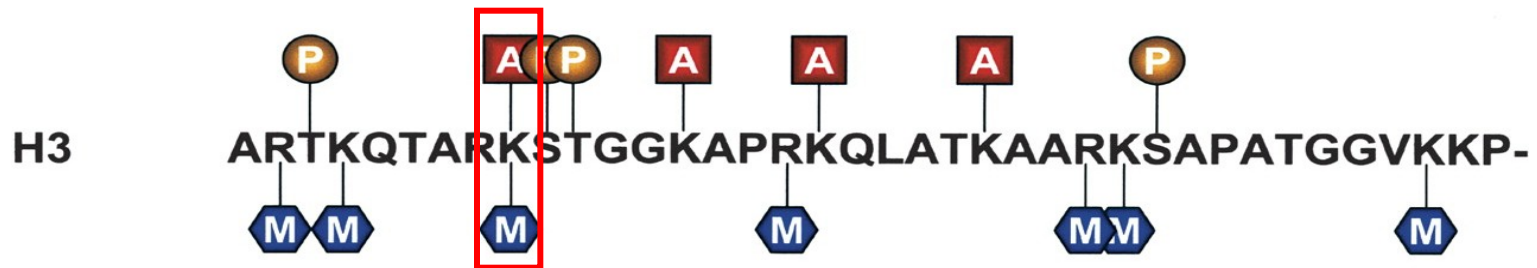 P A P A A A P
H3 ARTKQTARKSTGGKAPRKQLATKAARKSAPATGGVKKP-
M M M M M M M